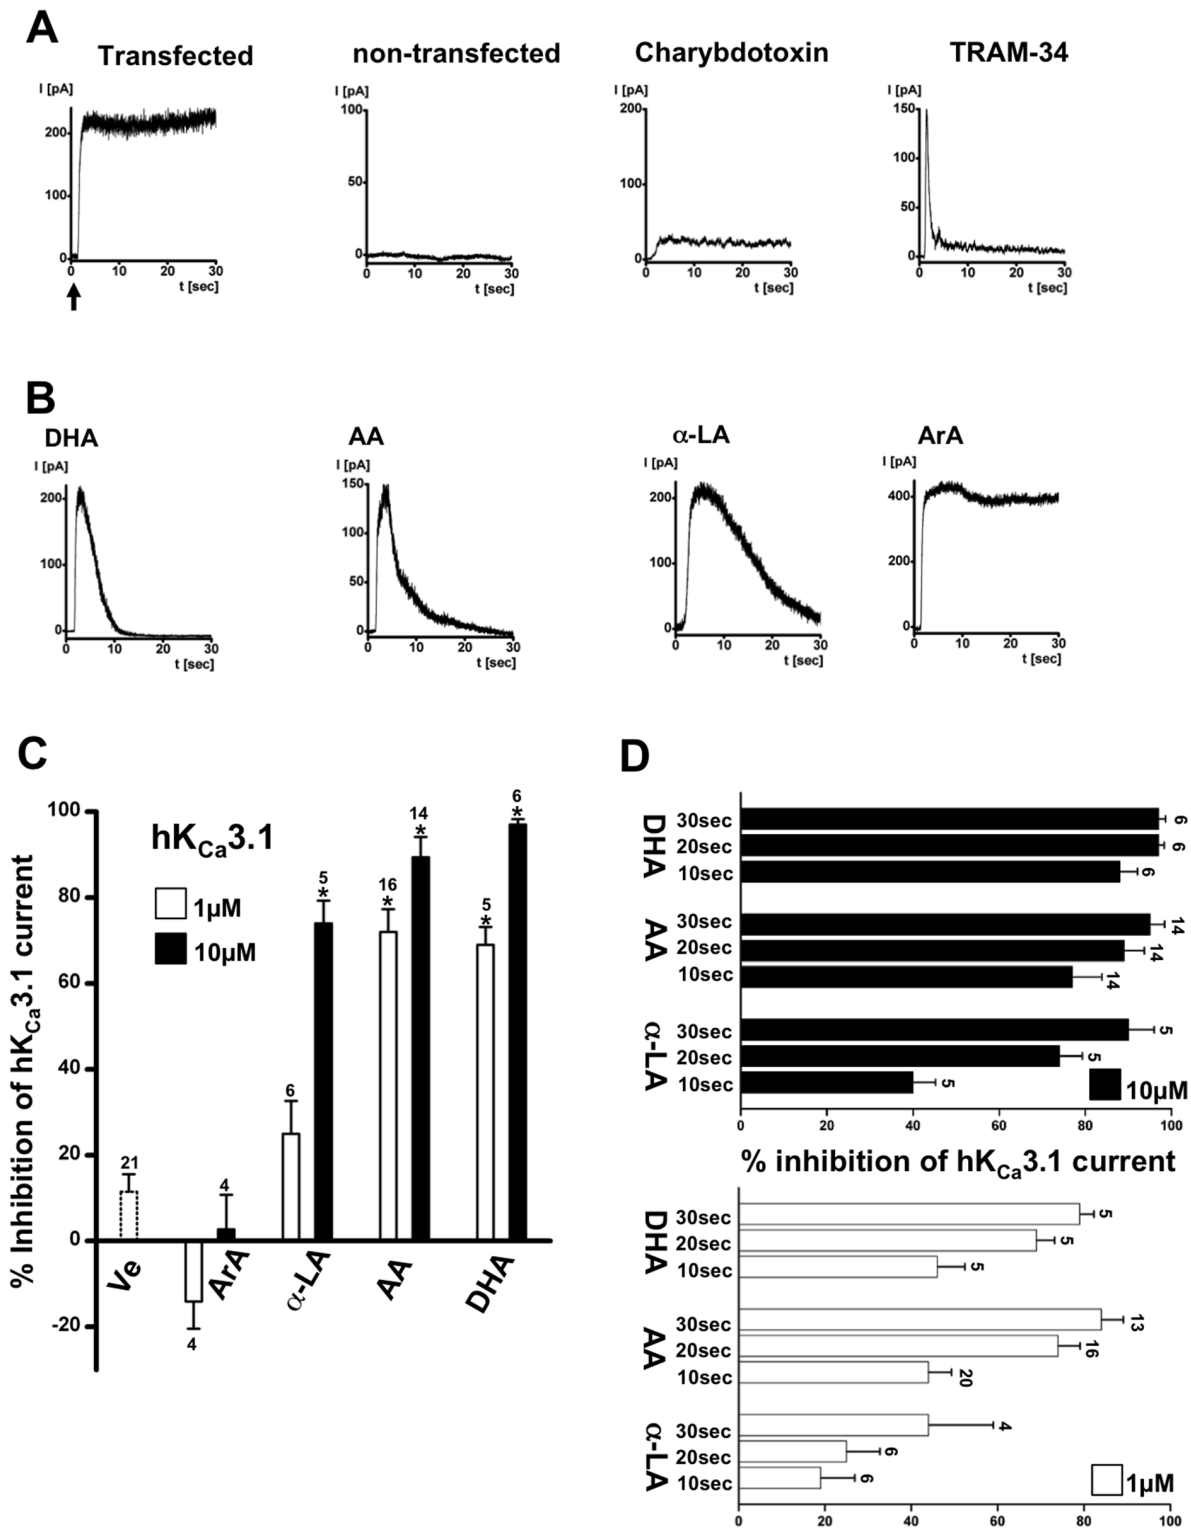 A
Transfected
non-transfected
Charybdotoxin
TRAM-34
I [pA]
200
100
0
0 10 20 30
t [sec]
I [pA]
100
50
0
0 10 20 30
t [sec]
I [pA]
200
100
0
0 10 20 30
t [sec]
I [pA]
150
100
50
0
0 10 20 30
t [sec]
B
DHA
I [pA]
200
100
0
0 10 20 30
t [sec]
AA
I [pA]
150
100
50
0
0 10 20 30
t [sec]
α-LA
I [pA]
200
100
0
0 10 20 30
t [sec]
ArA
I [pA]
400
200
0
0 10 20 30
t [sec]
C
% Inhibition of hKCa3.1 current
100
80
60
40
20
0
-20
hKCa3.1
1µM
10µM
21
4
4
6
5
*
16
*
14
*
5
*
6
*
Ve
ArA
α-LA
AA
DHA
D
DHA
30sec 6
20sec 6
10sec 6
AA
30sec 14
20sec 14
10sec 14
α-LA
30sec 5
20sec 5
10sec 5
10µM
0 20 40 60 80 100
% inhibition of hKCa3.1 current
DHA
30sec 5
20sec 5
10sec 5
AA
30sec 13
20sec 16
10sec 20
α-LA
30sec 4
20sec 6
10sec 6
1µM
0 20 40 60 80 100